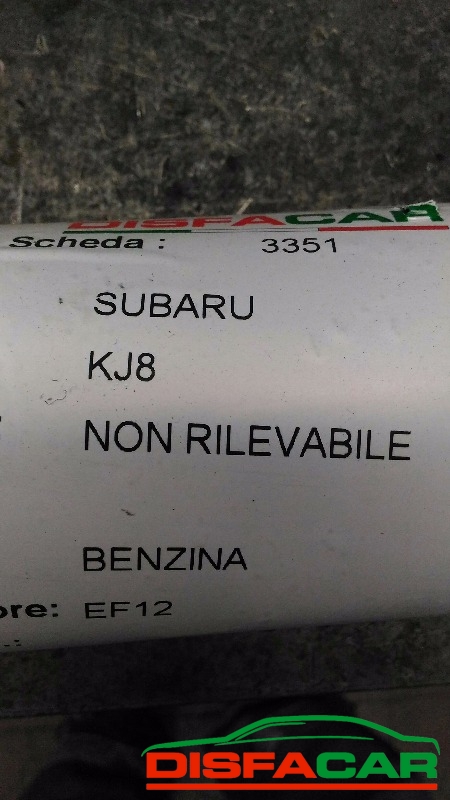 DISFACAR
Scheda : 3351
SUBARU
KJ8
NON RILEVABILE
BENZINA
ore: EF12
DISFACAR